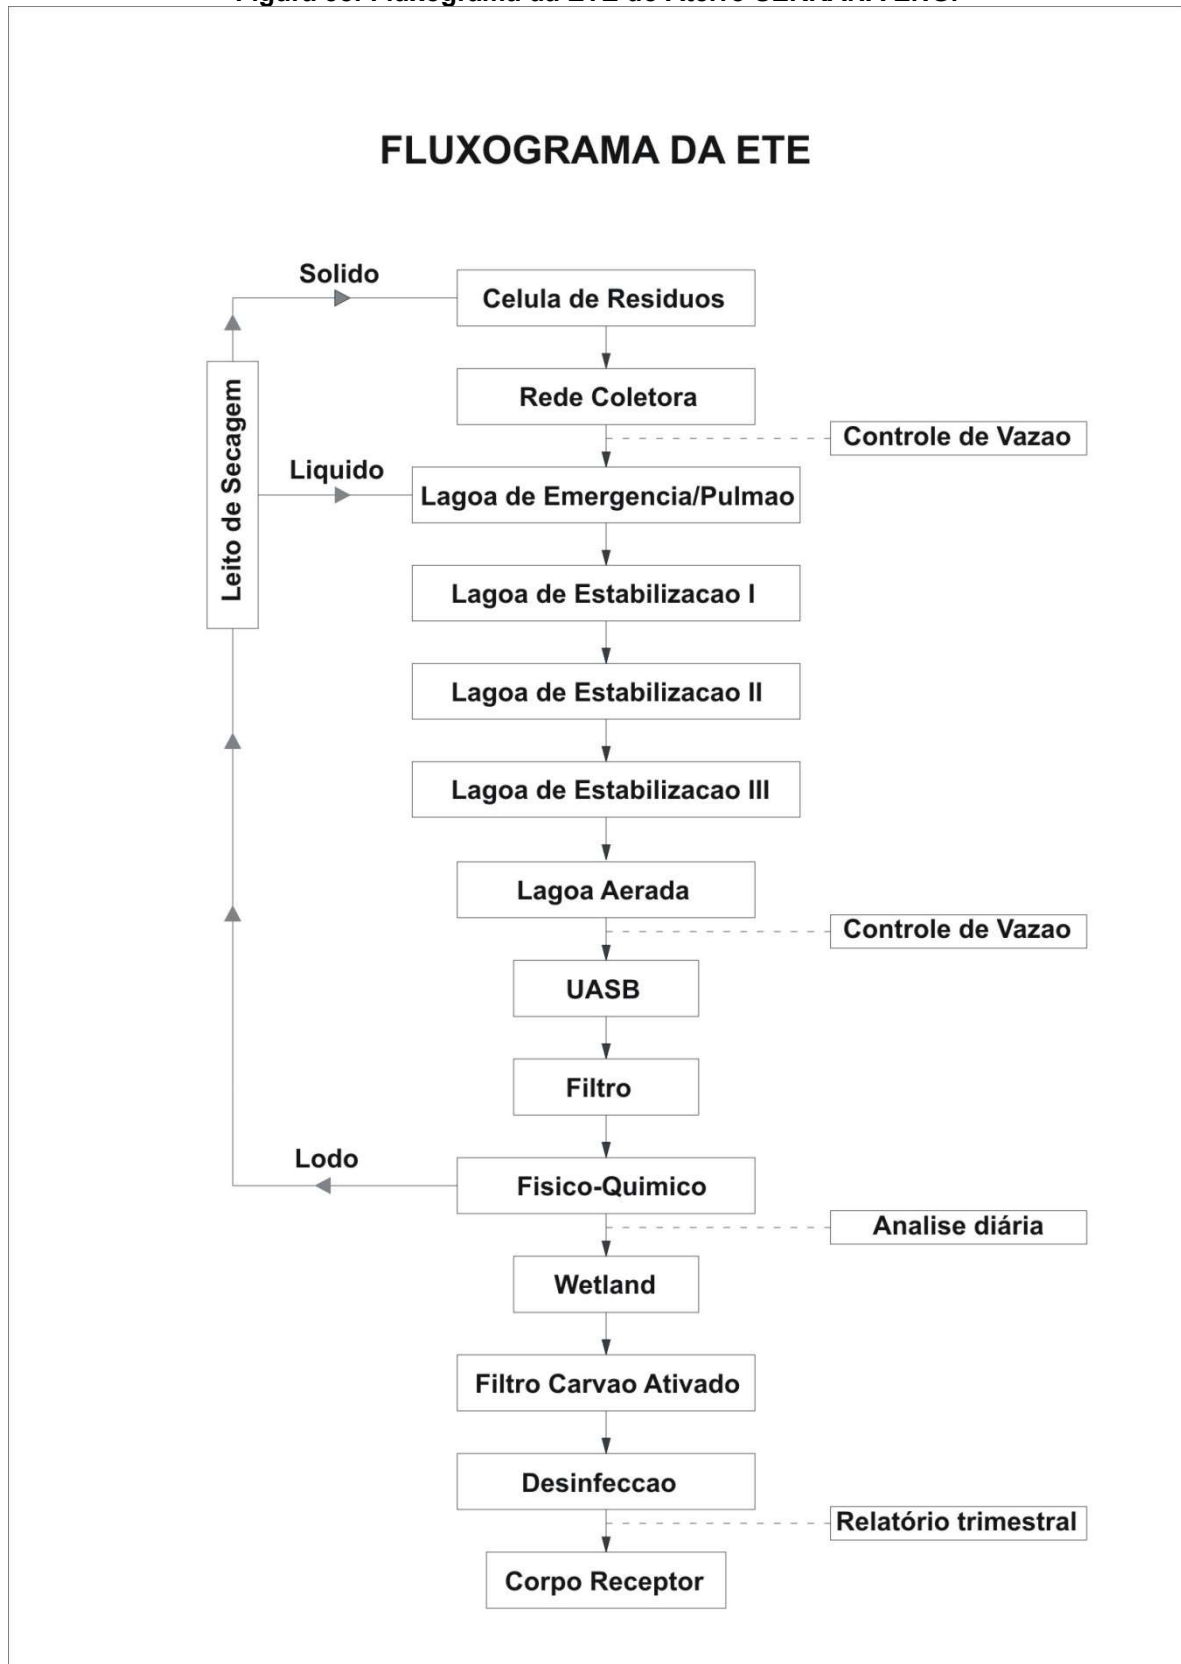 FLUXOGRAMA DA ETE
Solido
Celula de Residuos
Rede Coletora
Controle de Vazao
Leito de Secagem
Liquido
Lagoa de Emergencia/Pulmao
Lagoa de Estabilizacao I
Lagoa de Estabilizacao II
Lagoa de Estabilizacao III
Lagoa Aerada
Controle de Vazao
UASB
Filtro
Lodo
Fisico-Quimico
Analise diária
Wetland
Filtro Carvao Ativado
Desinfeccao
Relatório trimestral
Corpo Receptor